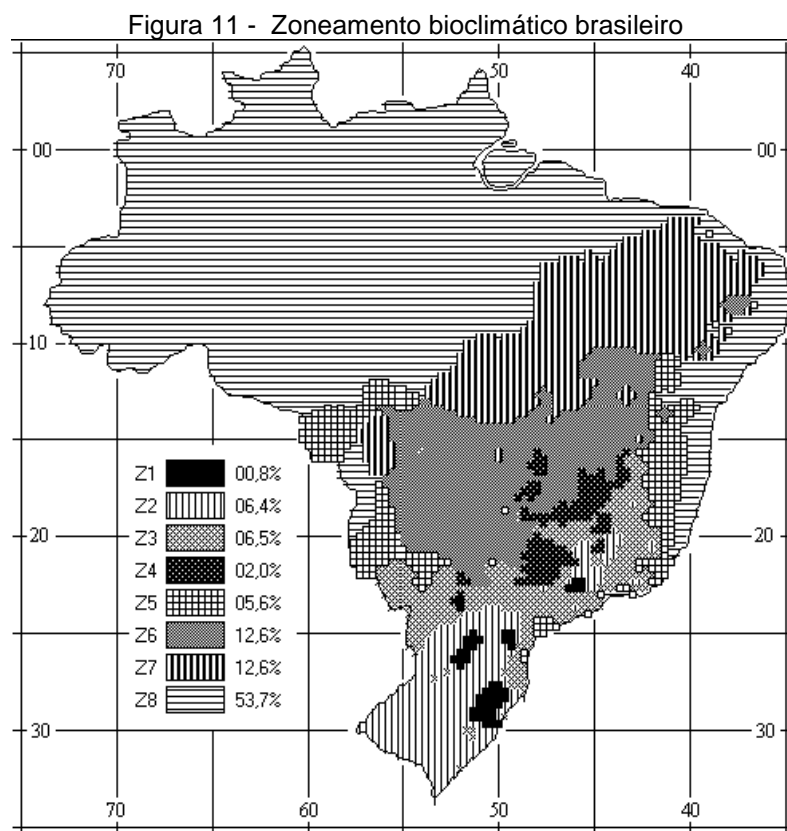 Figura 11 - Zoneamento bioclimático brasileiro
70 50 40
00 00
10
Z1 00,8%
Z2 06,4%
Z3 06,5%
Z4 02,0%
20 20
Z5 05,6%
Z6 12,6%
Z7 12,6%
Z8 53,7%
30 30
70 60 50 40